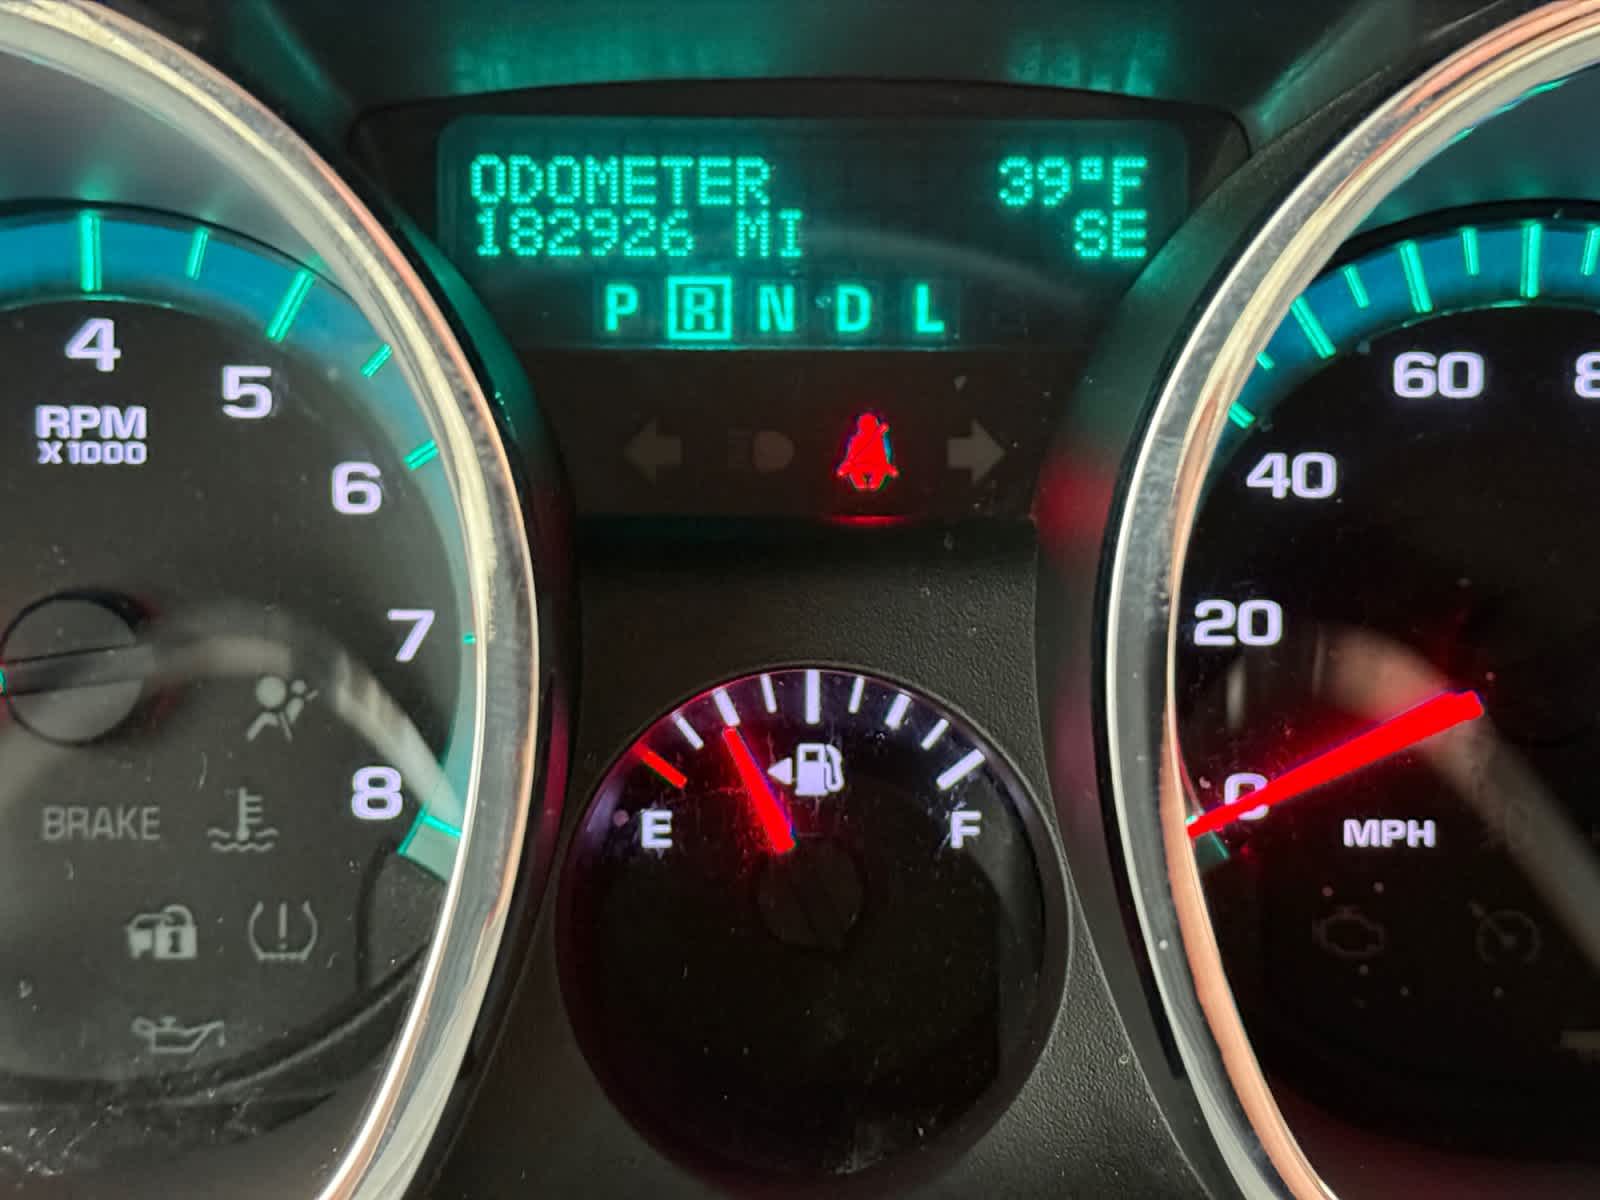 ODOMETER 39°F
182926 MI SE
P R N D L
4
5
6
7
8
RPM
X1000
BRAKE
E F
60
40
20
0
MPH